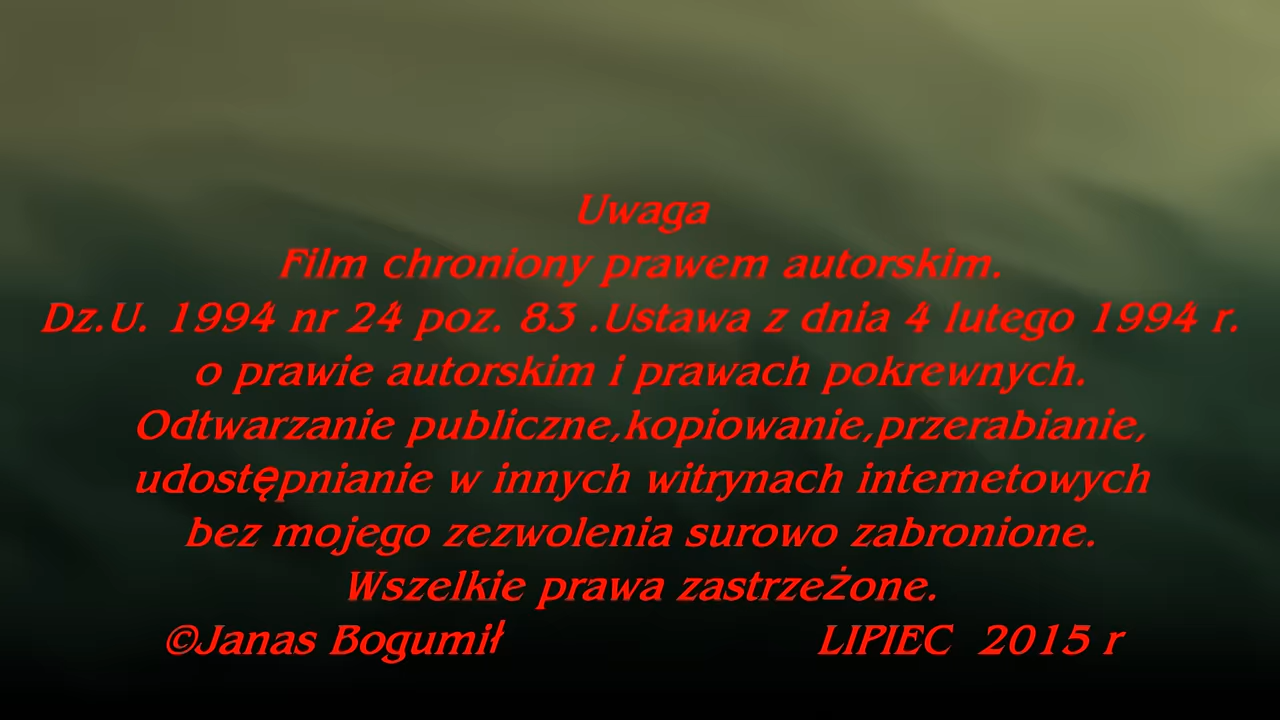 Uwaga
Film chroniony prawem autorskim.
Dz.U. 1994 nr 24 poz. 83 .Ustawa z dnia 4 lutego 1994 r.
o prawie autorskim i prawach pokrewnych.
Odtwarzanie publiczne,kopiowanie,przerabianie,
udostępnianie w innych witrynach internetowych
bez mojego zezwolenia surowo zabronione.
Wszelkie prawa zastrzeżone.
©Janas Bogumił LIPIEC 2015 r